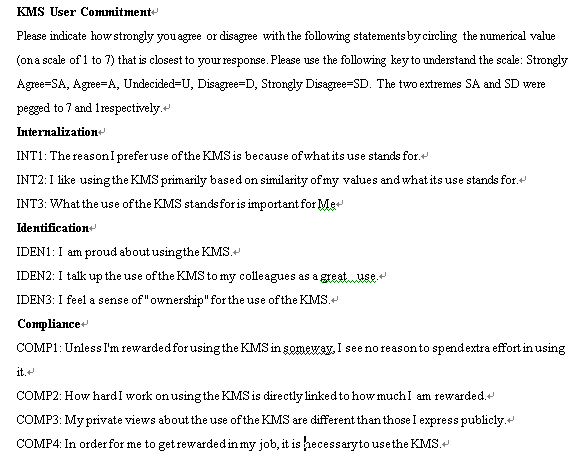 KMS User Commitment
Please indicate how strongly you agree or disagree with the following statements by circling the numerical value
(on a scale of 1 to 7) that is closest to your response. Please use the following key to understand the scale: Strongly
Agree=SA, Agree=A, Undecided=U, Disagree=D, Strongly Disagree=SD. The two extremes SA and SD were
pegged to 7 and 1respectively.
Internalization
INT1: The reason I prefer use of the KMS is because of what its use stands for.
INT2: I like using the KMS primarily based on similarity of my values and what its use stands for.
INT3: What the use of the KMS stands for is important for Me
Identification
IDEN1: I am proud about using the KMS.
IDEN2: I talk up the use of the KMS to my colleagues as a great use.
IDEN3: I feel a sense of "ownership" for the use of the KMS.
Compliance
COMP1: Unless I'm rewarded for using the KMS in someway, I see no reason to spend extra effort in using
it.
COMP2: How hard I work on using the KMS is directly linked to how much I am rewarded.
COMP3: My private views about the use of the KMS are different than those I express publicly.
COMP4: In order for me to get rewarded in my job, it is necessary to use the KMS.